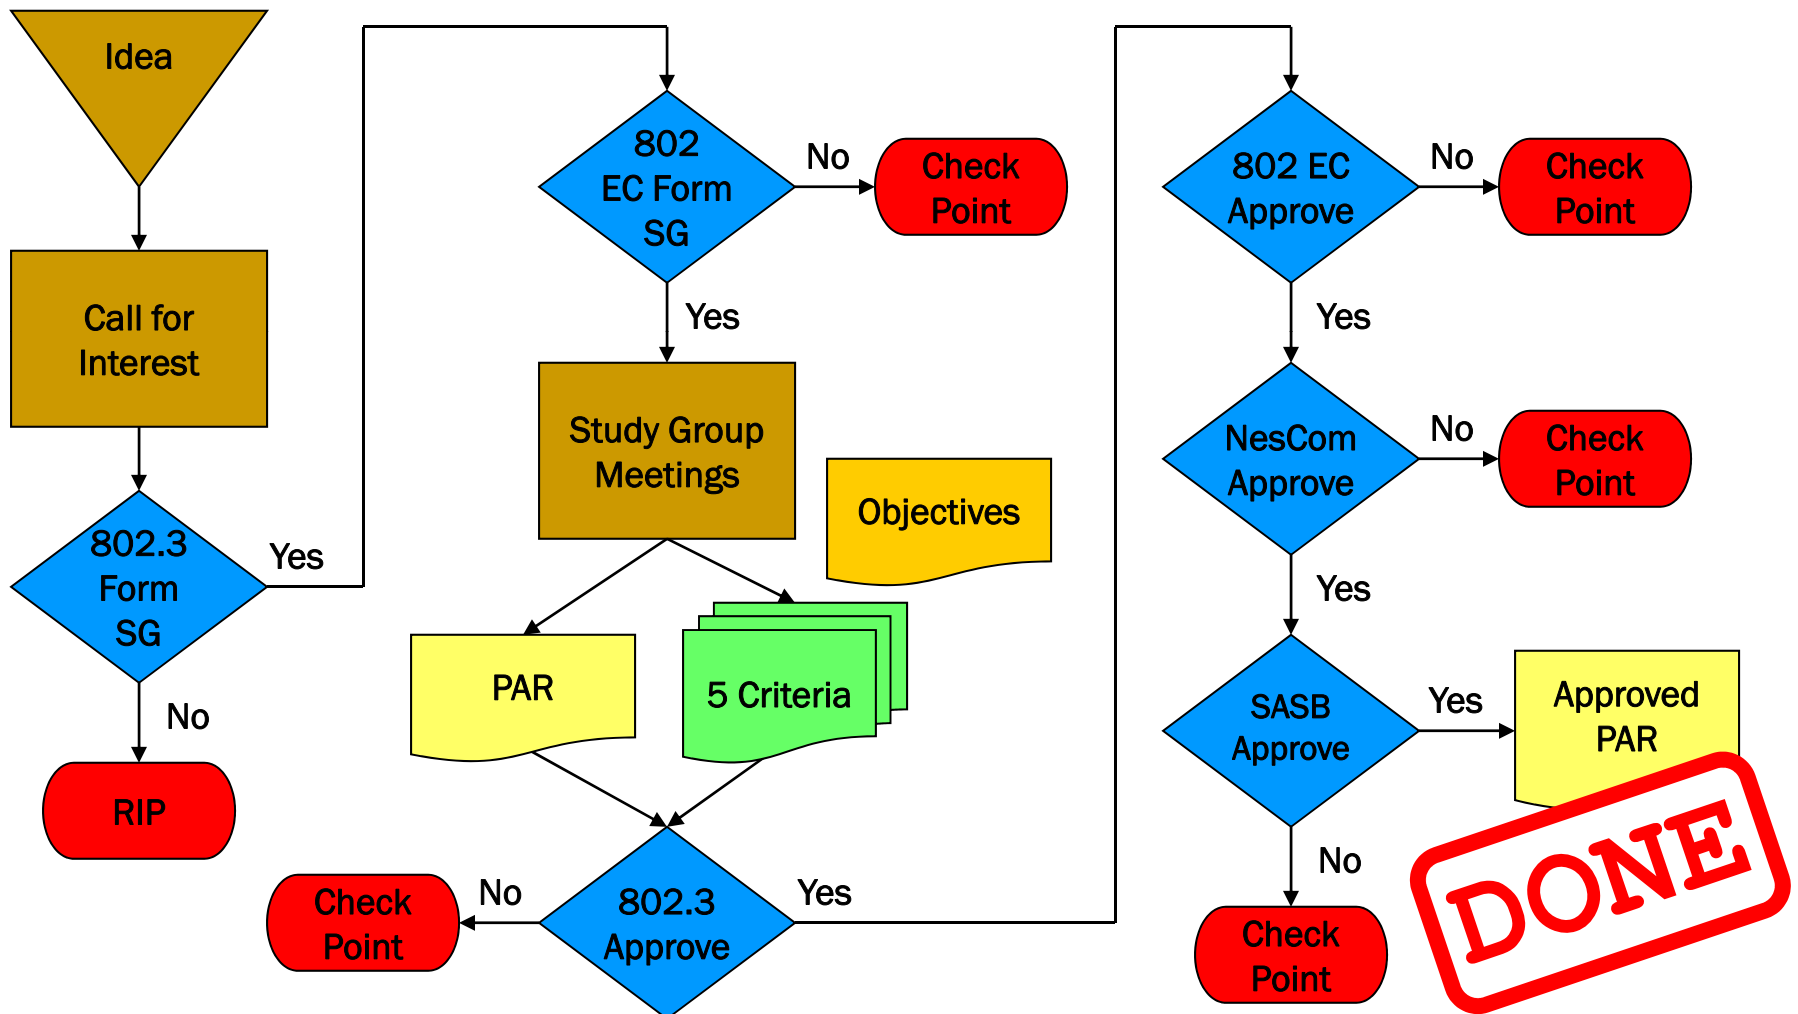 Idea
Call for
Interest
802.3
Form
SG
Yes
No
RIP
802
EC Form
SG
No
Check
Point
Yes
Study Group
Meetings
Objectives
PAR
5 Criteria
802.3
Approve
No
Check
Point
Yes
802 EC
Approve
No
Check
Point
Yes
NesCom
Approve
No
Check
Point
Yes
SASB
Approve
Yes
Approved
PAR
No
Check
Point
DONE